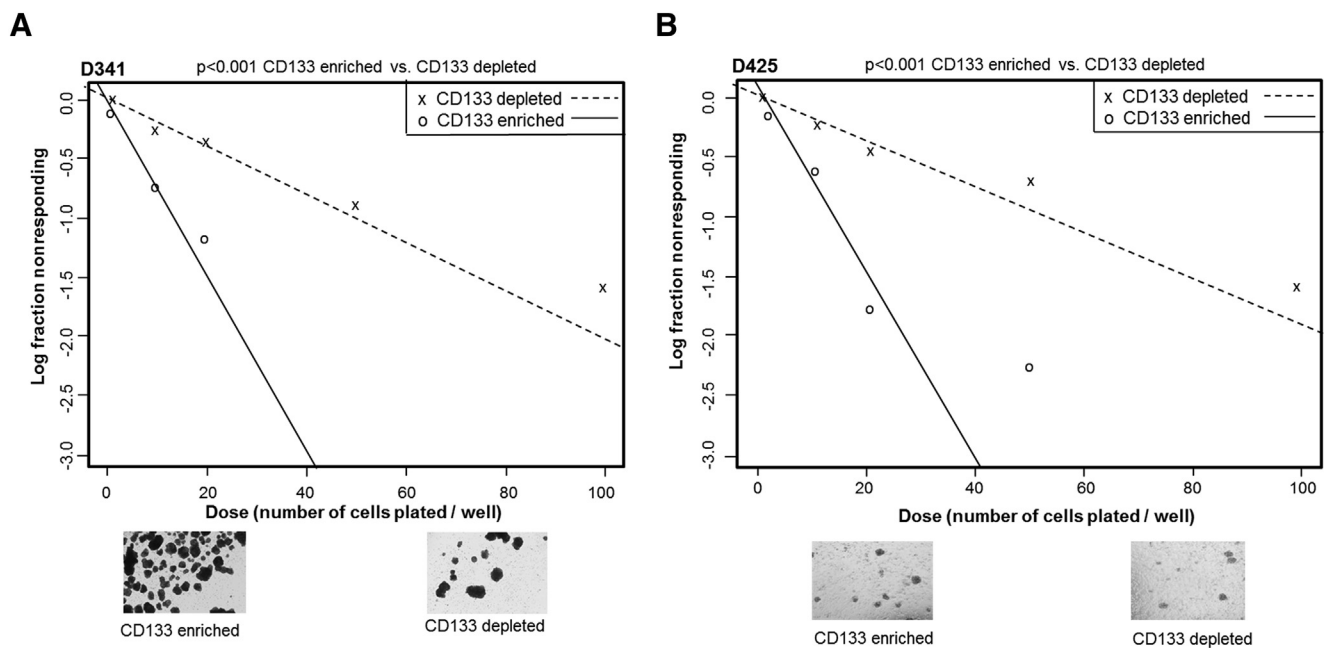 A
D341
p<0.001 CD133 enriched vs. CD133 depleted
x CD133 depleted
o CD133 enriched
Log fraction nonresponding
0.0
-0.5
-1.0
-1.5
-2.0
-2.5
-3.0
0 20 40 60 80 100
Dose (number of cells plated / well)
CD133 enriched
CD133 depleted
B
D425
p<0.001 CD133 enriched vs. CD133 depleted
x CD133 depleted
o CD133 enriched
Log fraction nonresponding
0.0
-0.5
-1.0
-1.5
-2.0
-2.5
-3.0
0 20 40 60 80 100
Dose (number of cells plated / well)
CD133 enriched
CD133 depleted